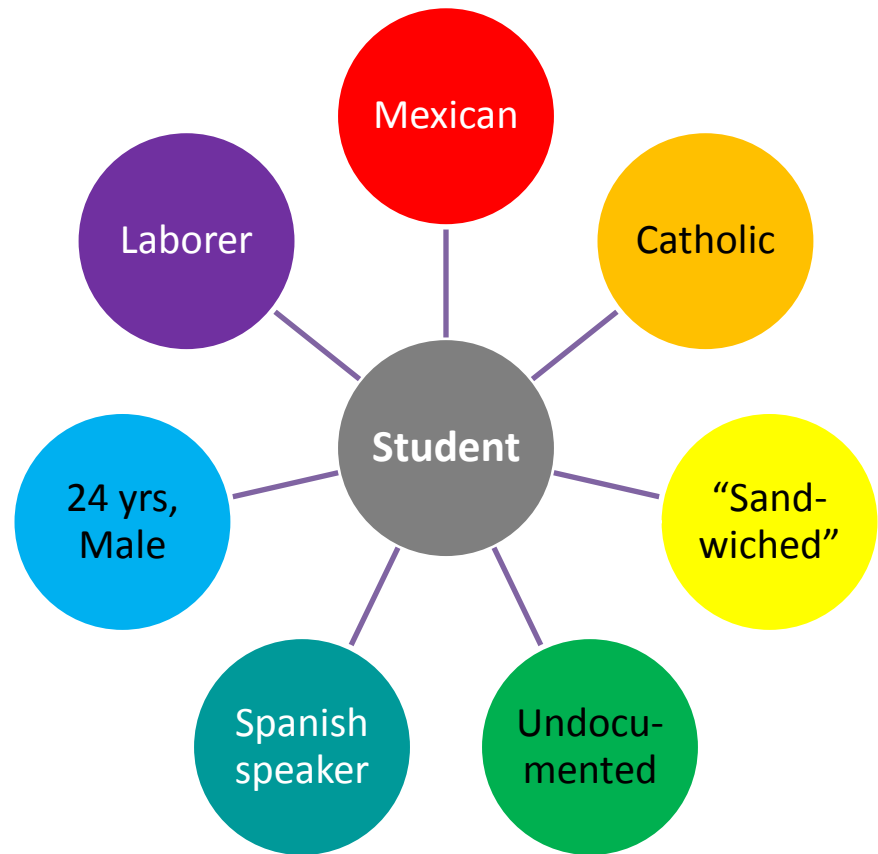 Mexican
Laborer
Catholic
Student
24 yrs,
Male
“Sand-
wiched”
Spanish
speaker
Undocu-
mented